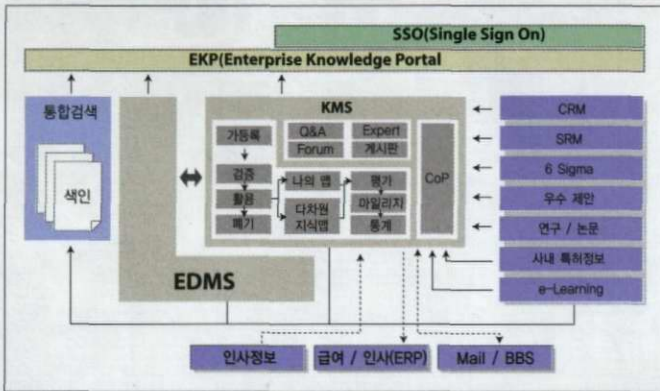 SSO(Single Sign On)
EKP(Enterprise Knowledge Portal
통합검색
색인
EDMS
KMS
가등록
검증
활용
폐기
Q&A
Expert
Forum
게시판
나의 맵
다차원
지식맵
평가
마일리지
통계
CoP
CRM
SRM
6 Sigma
우수 제안
연구 / 논문
사내 특허정보
e-Learning
인사정보
급여 / 인사(ERP)
Mail / BBS